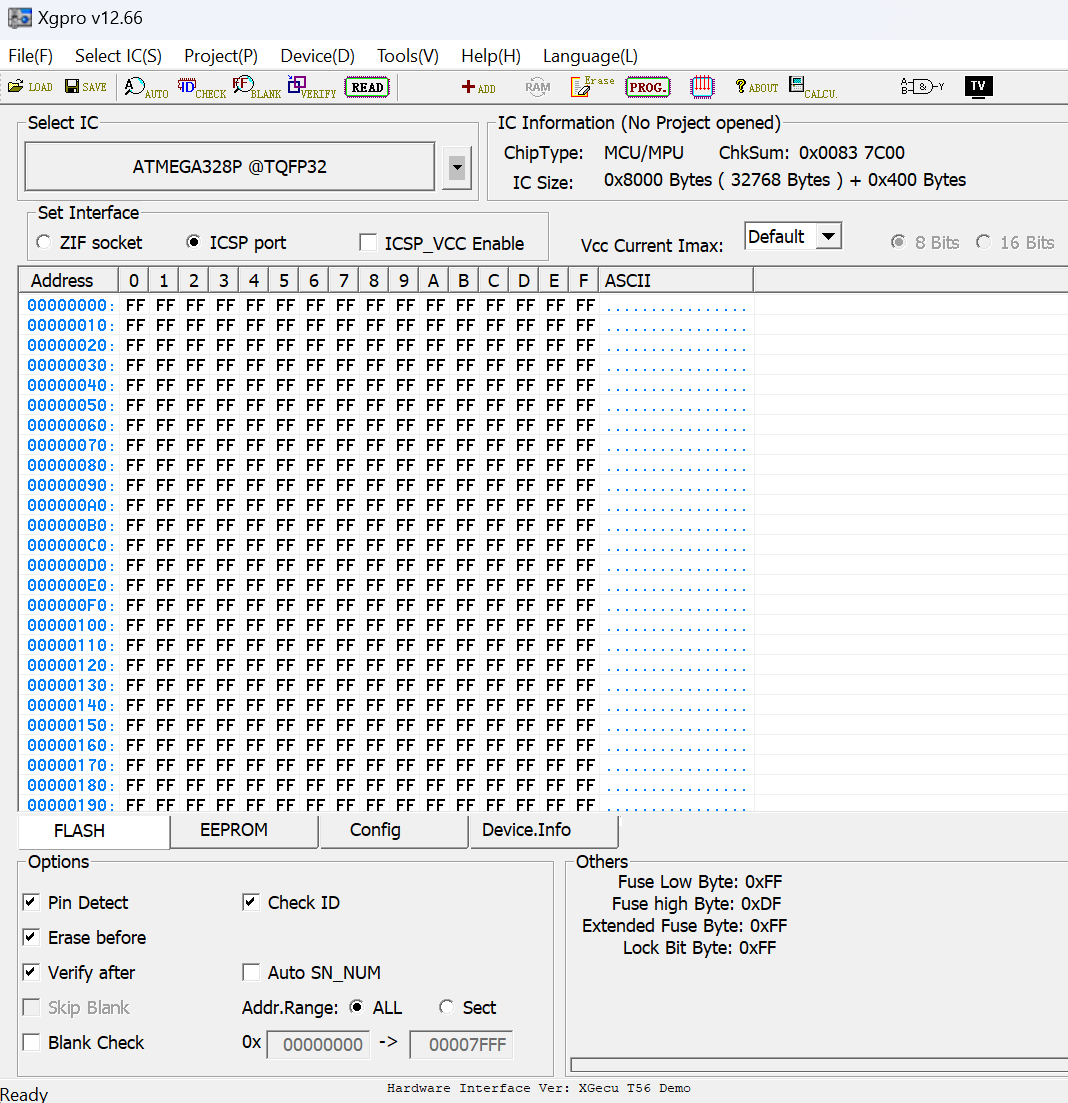 Xgpro v12.66
File(F) Select IC(S) Project(P) Device(D) Tools(V) Help(H) Language(L)
LOAD SAVE AUTO CHECK BLANK VERIFY READ ADD RAM Erase PROG. ABOUT CALCU. A B & Y TV
Select IC IC Information (No Project opened)
ATMEGA328P @TQFP32 ChipType: MCU/MPU ChkSum: 0x0083 7C00
IC Size: 0x8000 Bytes ( 32768 Bytes ) + 0x400 Bytes
Set Interface
ZIF socket ICSP port ICSP_VCC Enable Vcc Current Imax: Default 8 Bits 16 Bits
Address 0 1 2 3 4 5 6 7 8 9 A B C D E F ASCII
00000000: FF FF FF FF FF FF FF FF FF FF FF FF FF FF FF FF ................
00000010: FF FF FF FF FF FF FF FF FF FF FF FF FF FF FF FF ................
00000020: FF FF FF FF FF FF FF FF FF FF FF FF FF FF FF FF ................
00000030: FF FF FF FF FF FF FF FF FF FF FF FF FF FF FF FF ................
00000040: FF FF FF FF FF FF FF FF FF FF FF FF FF FF FF FF ................
00000050: FF FF FF FF FF FF FF FF FF FF FF FF FF FF FF FF ................
00000060: FF FF FF FF FF FF FF FF FF FF FF FF FF FF FF FF ................
00000070: FF FF FF FF FF FF FF FF FF FF FF FF FF FF FF FF ................
00000080: FF FF FF FF FF FF FF FF FF FF FF FF FF FF FF FF ................
00000090: FF FF FF FF FF FF FF FF FF FF FF FF FF FF FF FF ................
000000A0: FF FF FF FF FF FF FF FF FF FF FF FF FF FF FF FF ................
000000B0: FF FF FF FF FF FF FF FF FF FF FF FF FF FF FF FF ................
000000C0: FF FF FF FF FF FF FF FF FF FF FF FF FF FF FF FF ................
000000D0: FF FF FF FF FF FF FF FF FF FF FF FF FF FF FF FF ................
000000E0: FF FF FF FF FF FF FF FF FF FF FF FF FF FF FF FF ................
000000F0: FF FF FF FF FF FF FF FF FF FF FF FF FF FF FF FF ................
00000100: FF FF FF FF FF FF FF FF FF FF FF FF FF FF FF FF ................
00000110: FF FF FF FF FF FF FF FF FF FF FF FF FF FF FF FF ................
00000120: FF FF FF FF FF FF FF FF FF FF FF FF FF FF FF FF ................
00000130: FF FF FF FF FF FF FF FF FF FF FF FF FF FF FF FF ................
00000140: FF FF FF FF FF FF FF FF FF FF FF FF FF FF FF FF ................
00000150: FF FF FF FF FF FF FF FF FF FF FF FF FF FF FF FF ................
00000160: FF FF FF FF FF FF FF FF FF FF FF FF FF FF FF FF ................
00000170: FF FF FF FF FF FF FF FF FF FF FF FF FF FF FF FF ................
00000180: FF FF FF FF FF FF FF FF FF FF FF FF FF FF FF FF ................
00000190: FF FF FF FF FF FF FF FF FF FF FF FF FF FF FF FF ................
FLASH EEPROM Config Device.Info
Options Others
Pin Detect Check ID
Erase before
Verify after Auto SN_NUM
Skip Blank Addr.Range: ALL Sect
Blank Check 0x 00000000 -> 00007FFF
Fuse Low Byte: 0xFF
Fuse high Byte: 0xDF
Extended Fuse Byte: 0xFF
Lock Bit Byte: 0xFF
Ready Hardware Interface Ver: XGecu T56 Demo